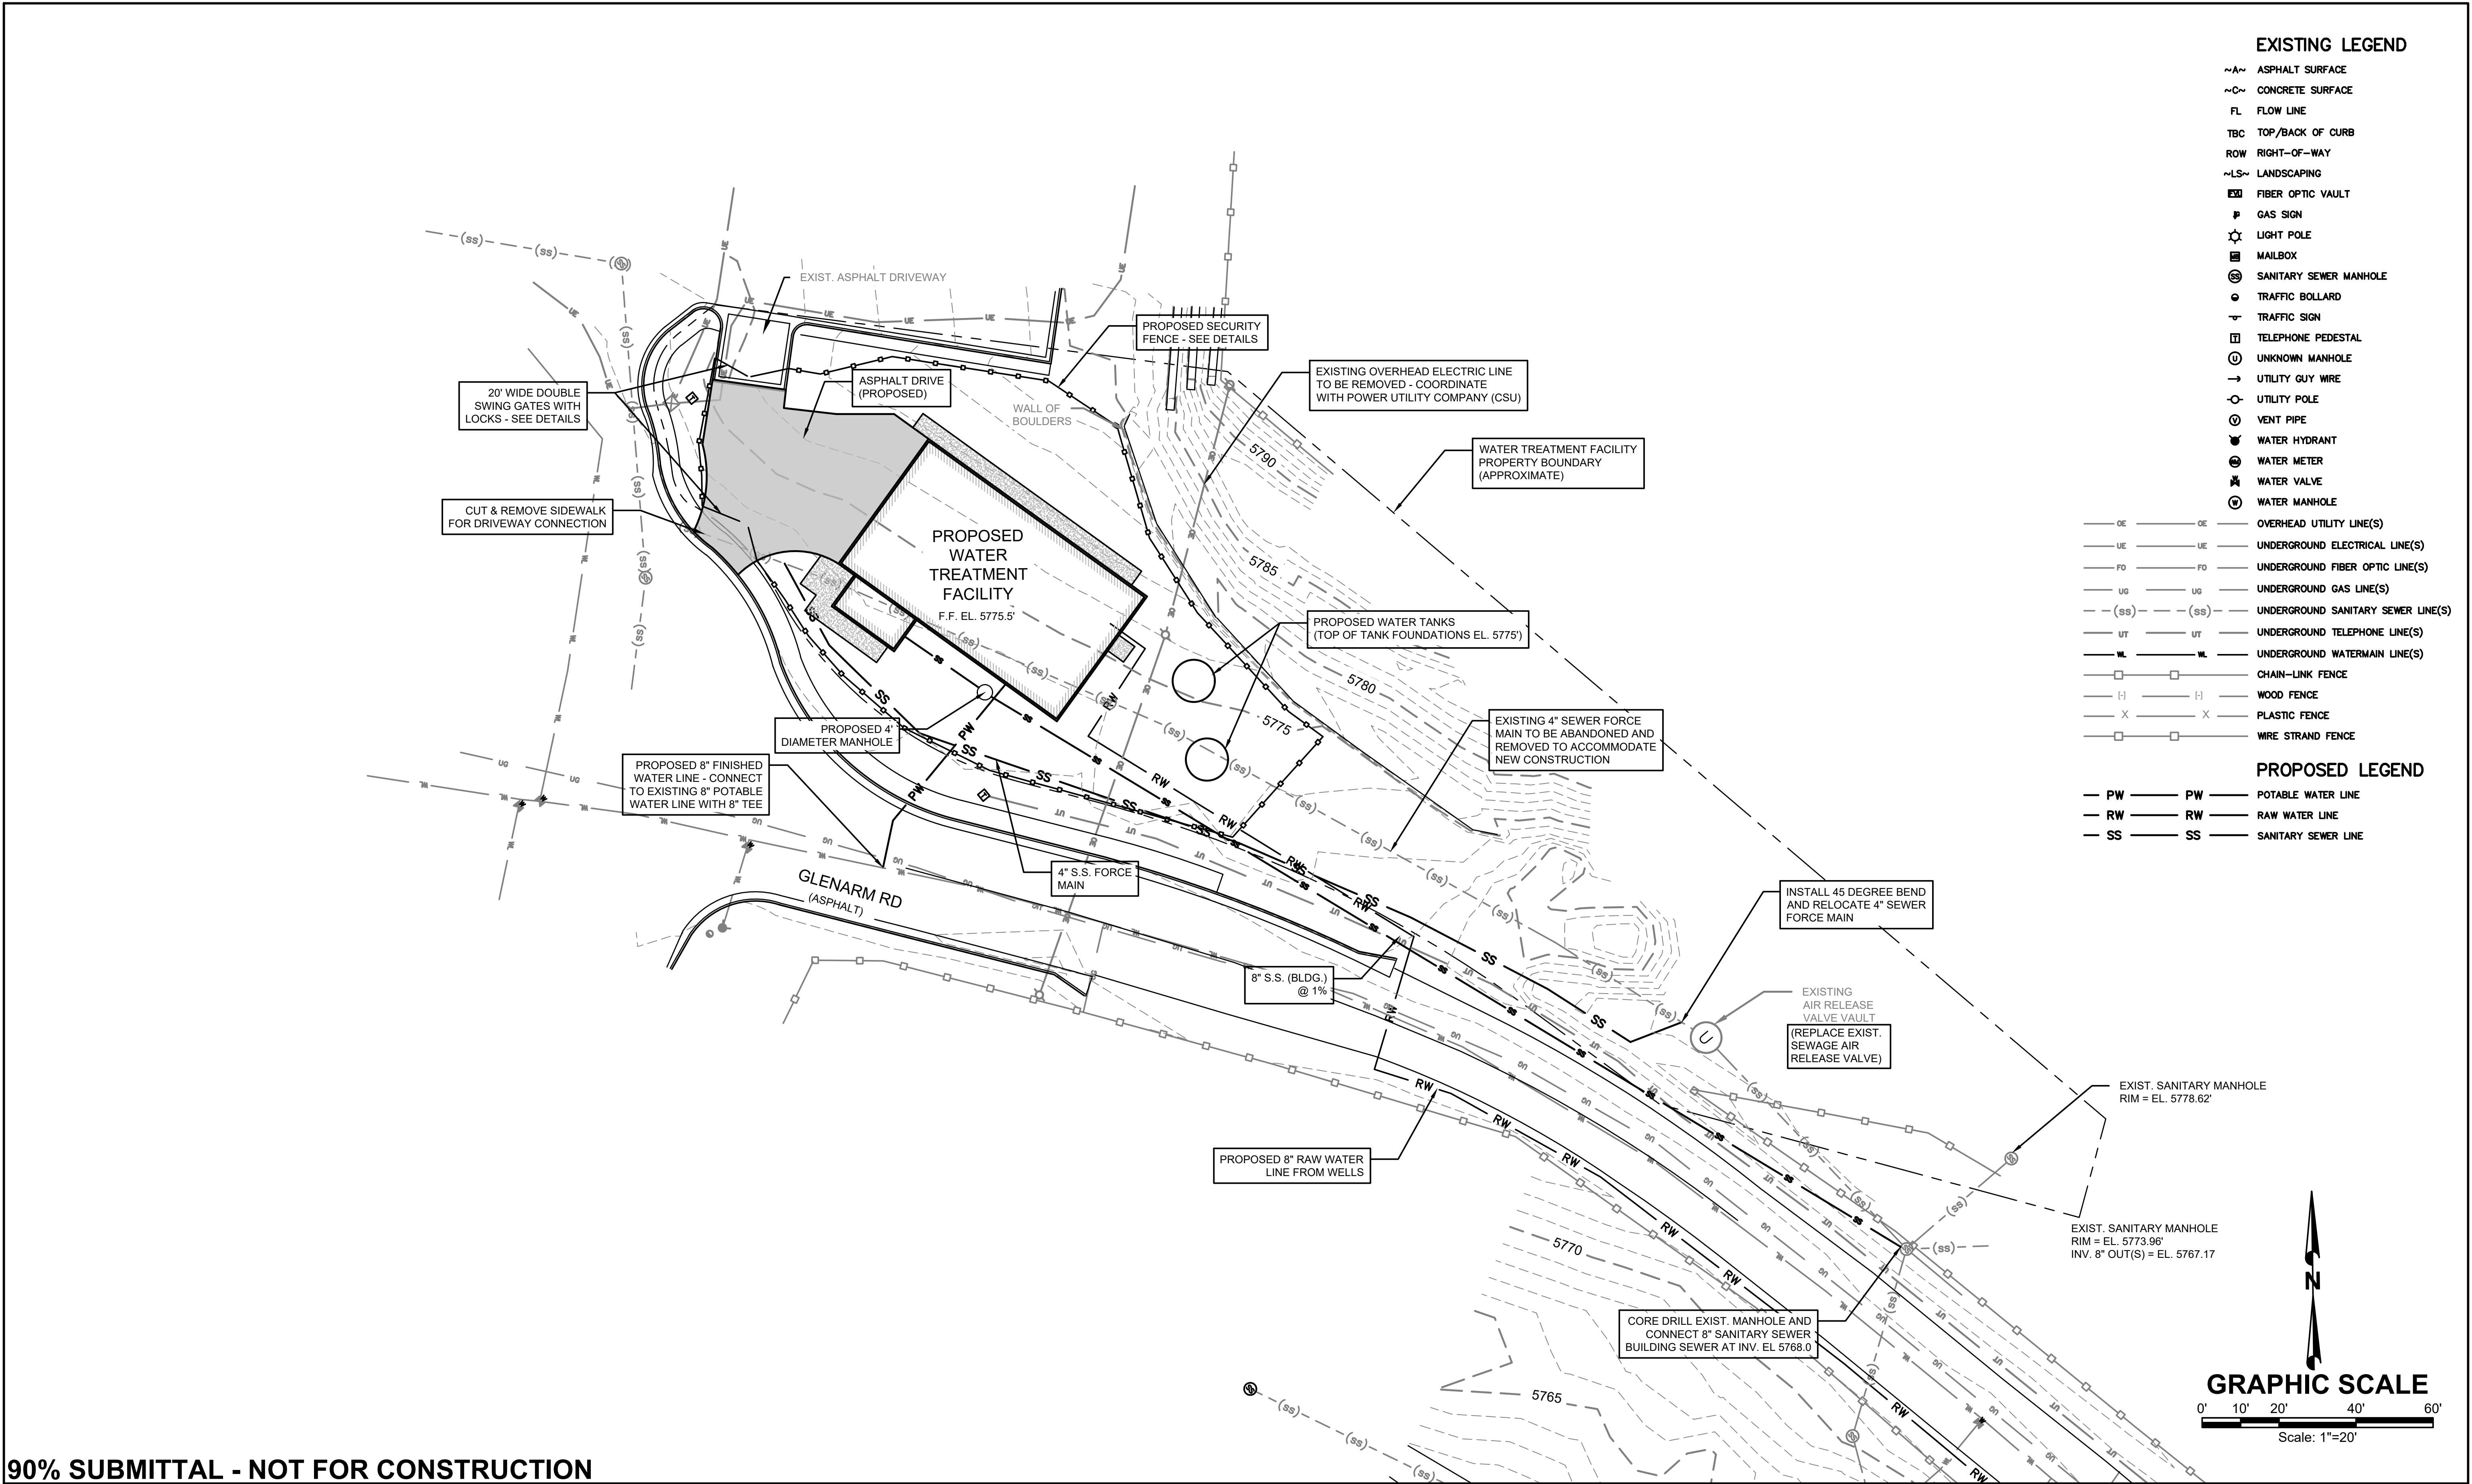 EXISTING LEGEND
~A~ ASPHALT SURFACE
~C~ CONCRETE SURFACE
FL FLOW LINE
TBC TOP/BACK OF CURB
ROW RIGHT-OF-WAY
~LS~ LANDSCAPING
FIBER OPTIC VAULT
GAS SIGN
LIGHT POLE
MAILBOX
SS SANITARY SEWER MANHOLE
TRAFFIC BOLLARD
TRAFFIC SIGN
T TELEPHONE PEDESTAL
U UNKNOWN MANHOLE
UTILITY GUY WIRE
UTILITY POLE
V VENT PIPE
WATER HYDRANT
WATER METER
WATER VALVE
W WATER MANHOLE
OE OE OVERHEAD UTILITY LINE(S)
UE UE UNDERGROUND ELECTRICAL LINE(S)
FO FO UNDERGROUND FIBER OPTIC LINE(S)
UG UG UNDERGROUND GAS LINE(S)
(SS) (SS) UNDERGROUND SANITARY SEWER LINE(S)
UT UT UNDERGROUND TELEPHONE LINE(S)
WL WL UNDERGROUND WATERMAIN LINE(S)
CHAIN-LINK FENCE
[-] [-] WOOD FENCE
X X PLASTIC FENCE
WIRE STRAND FENCE
PROPOSED LEGEND
PW PW POTABLE WATER LINE
RW RW RAW WATER LINE
SS SS SANITARY SEWER LINE
EXIST. ASPHALT DRIVEWAY
PROPOSED SECURITY
FENCE - SEE DETAILS
EXISTING OVERHEAD ELECTRIC LINE
TO BE REMOVED - COORDINATE
WITH POWER UTILITY COMPANY (CSU)
20' WIDE DOUBLE
SWING GATES WITH
LOCKS - SEE DETAILS
ASPHALT DRIVE
(PROPOSED)
WALL OF
BOULDERS
WATER TREATMENT FACILITY
PROPERTY BOUNDARY
(APPROXIMATE)
5790
CUT & REMOVE SIDEWALK
FOR DRIVEWAY CONNECTION
PROPOSED
WATER
TREATMENT
FACILITY
F.F. EL. 5775.5'
5785
PROPOSED WATER TANKS
(TOP OF TANK FOUNDATIONS EL. 5775')
5780
5775
PROPOSED 4'
DIAMETER MANHOLE
EXISTING 4" SEWER FORCE
MAIN TO BE ABANDONED AND
REMOVED TO ACCOMMODATE
NEW CONSTRUCTION
PROPOSED 8" FINISHED
WATER LINE - CONNECT
TO EXISTING 8" POTABLE
WATER LINE WITH 8" TEE
4" S.S. FORCE
MAIN
GLENARM RD
(ASPHALT)
INSTALL 45 DEGREE BEND
AND RELOCATE 4" SEWER
FORCE MAIN
8" S.S. (BLDG.)
@ 1%
EXISTING
AIR RELEASE
VALVE VAULT
(REPLACE EXIST.
SEWAGE AIR
RELEASE VALVE)
EXIST. SANITARY MANHOLE
RIM = EL. 5778.62'
PROPOSED 8" RAW WATER
LINE FROM WELLS
EXIST. SANITARY MANHOLE
RIM = EL. 5773.96'
INV. 8" OUT(S) = EL. 5767.17
5770
CORE DRILL EXIST. MANHOLE AND
CONNECT 8" SANITARY SEWER
BUILDING SEWER AT INV. EL 5768.0
5765
N
GRAPHIC SCALE
0' 10' 20' 40' 60'
Scale: 1"=20'
90% SUBMITTAL - NOT FOR CONSTRUCTION